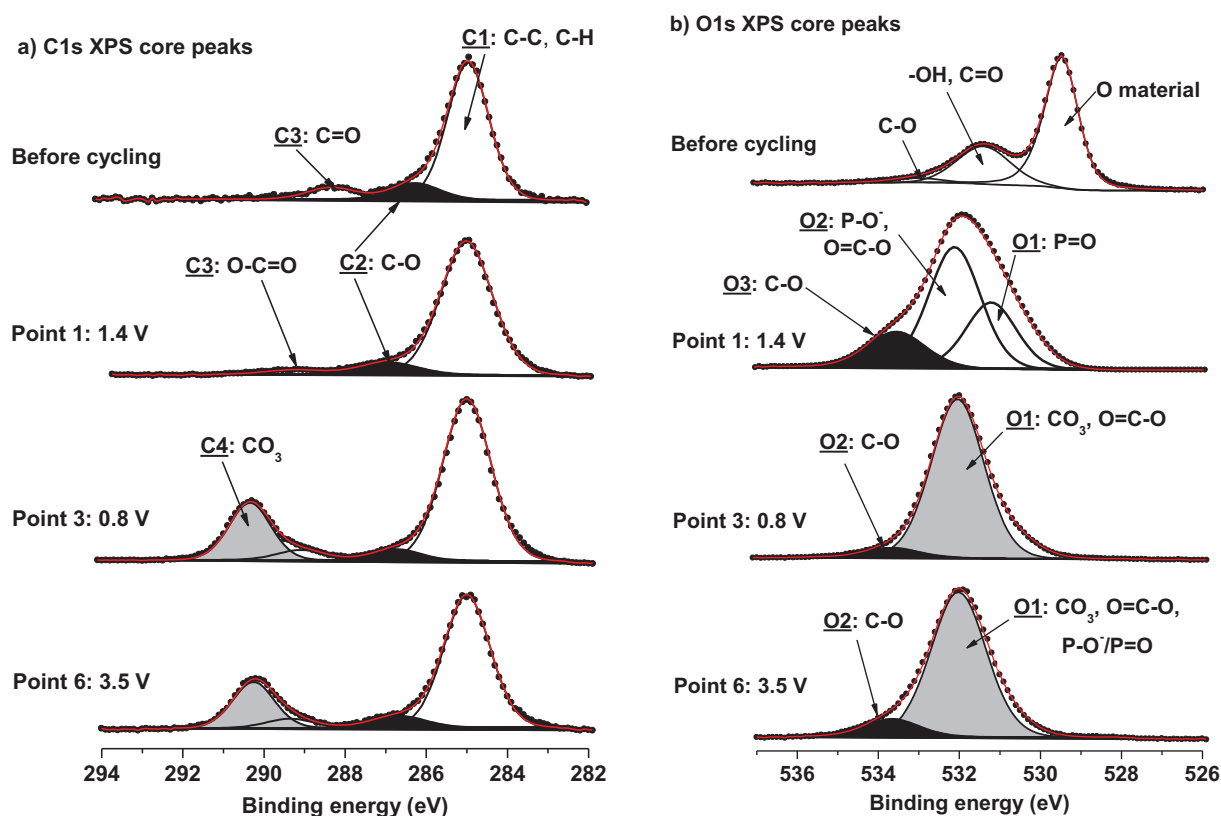 a) C1s XPS core peaks
C1: C-C, C-H
C3: C=O
Before cycling
C3: O-C=O
C2: C-O
Point 1: 1.4 V
C4: CO₃
Point 3: 0.8 V
Point 6: 3.5 V
294 292 290 288 286 284 282
Binding energy (eV)
b) O1s XPS core peaks
-OH, C=O
O material
C-O
Before cycling
O2: P-O⁻,
O=C-O
O1: P=O
O3: C-O
Point 1: 1.4 V
O1: CO₃, O=C-O
O2: C-O
Point 3: 0.8 V
O1: CO₃, O=C-O,
P-O⁻/P=O
O2: C-O
Point 6: 3.5 V
536 534 532 530 528 526
Binding energy (eV)